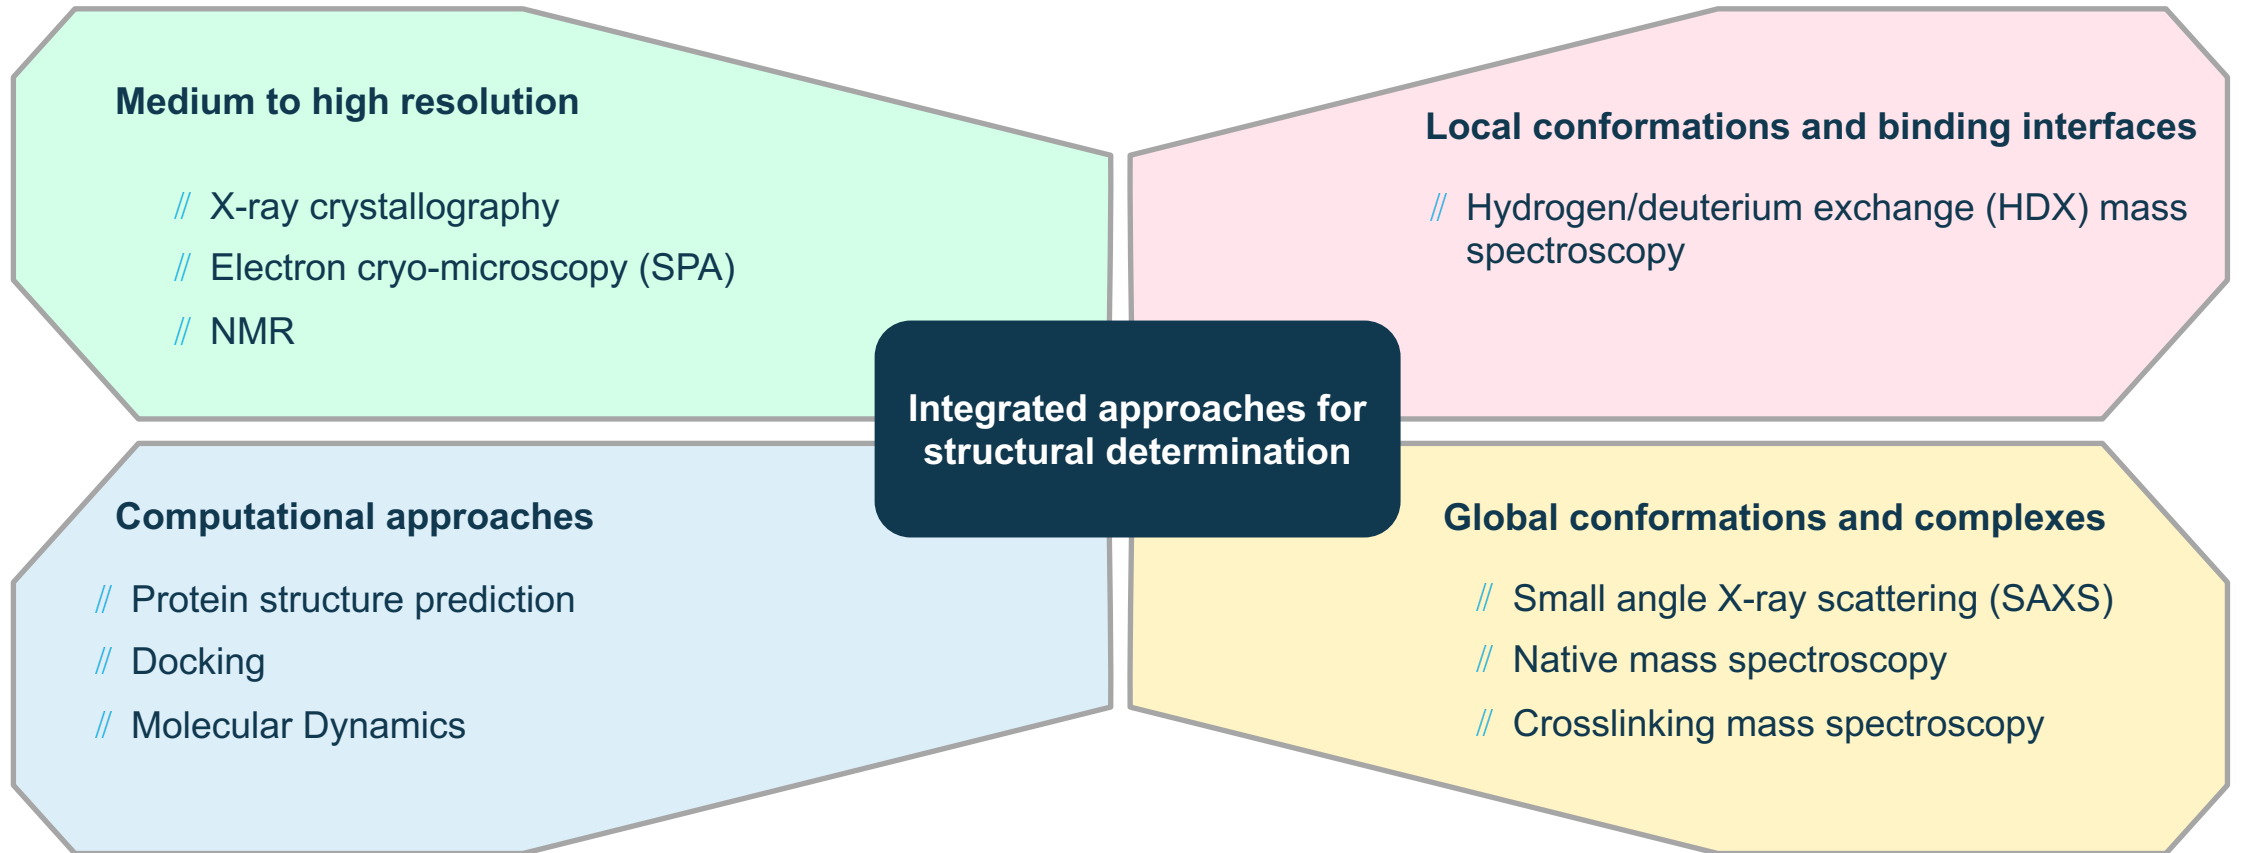 Medium to high resolution
// X-ray crystallography
// Electron cryo-microscopy (SPA)
// NMR
Local conformations and binding interfaces
// Hydrogen/deuterium exchange (HDX) mass
spectroscopy
Integrated approaches for
structural determination
Computational approaches
// Protein structure prediction
// Docking
// Molecular Dynamics
Global conformations and complexes
// Small angle X-ray scattering (SAXS)
// Native mass spectroscopy
// Crosslinking mass spectroscopy